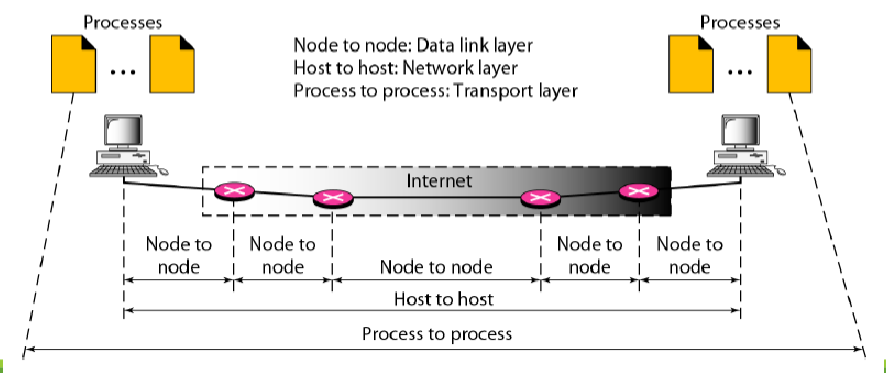 Processes
Processes
...
...
Node to node: Data link layer
Host to host: Network layer
Process to process: Transport layer
Internet
Node to
node
Node to
node
Node to node
Node to
node
Node to
node
Host to host
Process to process